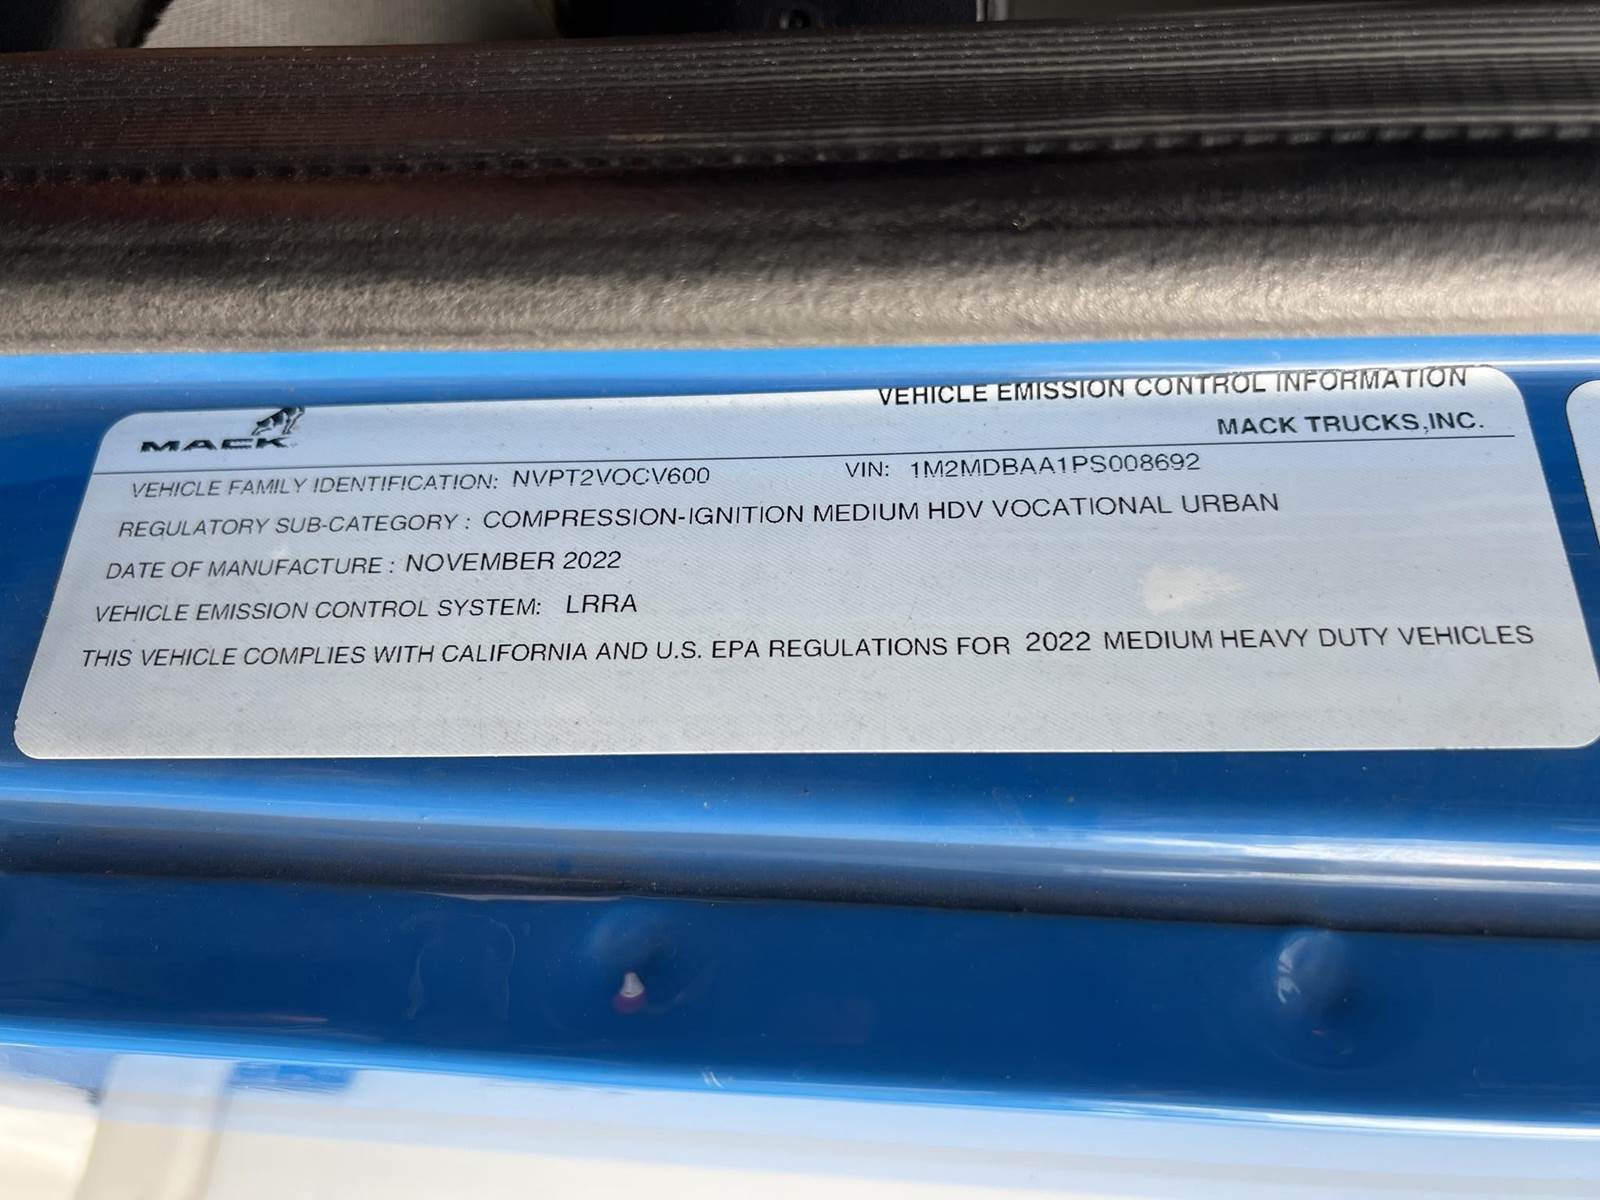 VEHICLE EMISSION CONTROL INFORMATION
MACK
MACK TRUCKS,INC.
VEHICLE FAMILY IDENTIFICATION: NVPT2VOCV600 VIN: 1M2MDBAA1PS008692
REGULATORY SUB-CATEGORY : COMPRESSION-IGNITION MEDIUM HDV VOCATIONAL URBAN
DATE OF MANUFACTURE : NOVEMBER 2022
VEHICLE EMISSION CONTROL SYSTEM: LRRA
THIS VEHICLE COMPLIES WITH CALIFORNIA AND U.S. EPA REGULATIONS FOR 2022 MEDIUM HEAVY DUTY VEHICLES